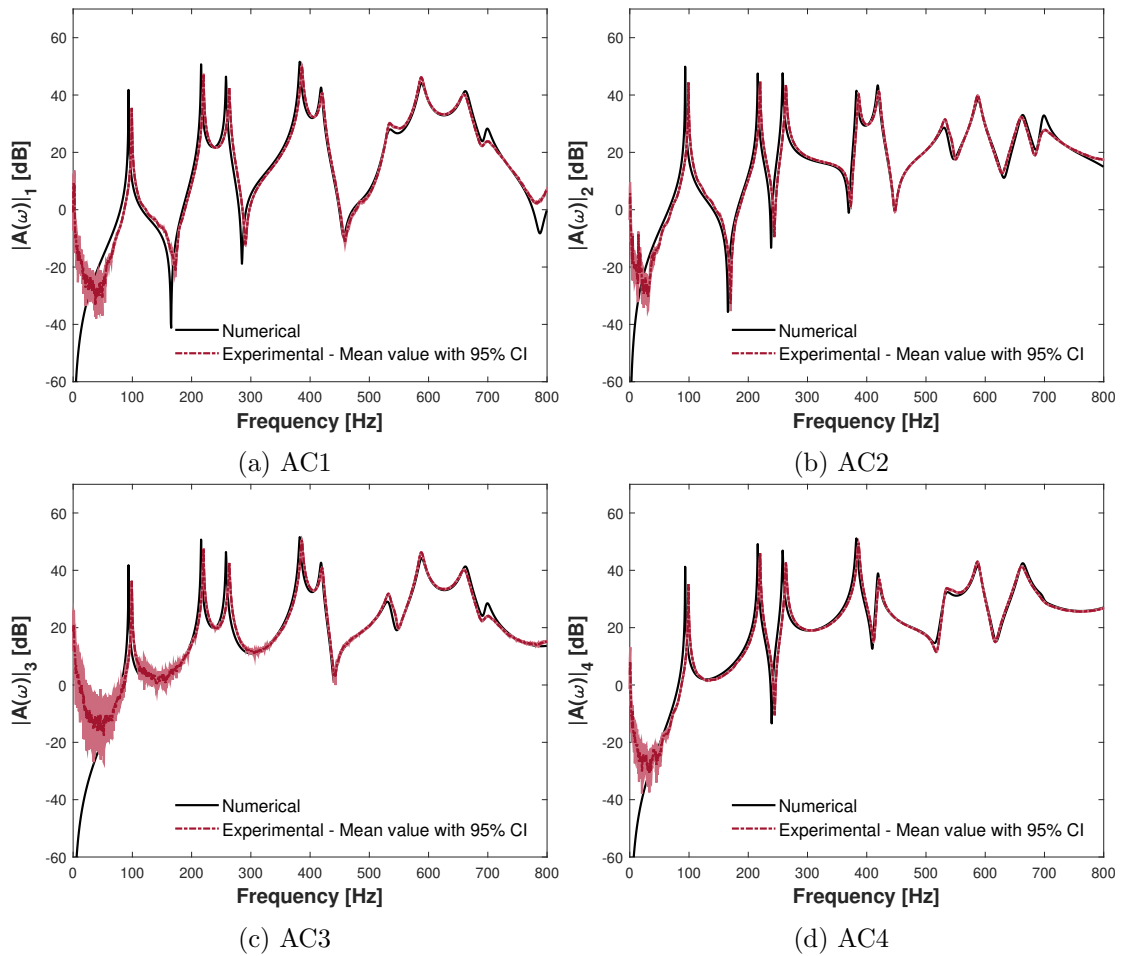 60
40
20
0
-20
-40
-60
|A(ω)|₁ [dB]
Numerical
Experimental - Mean value with 95% CI
0 100 200 300 400 500 600 700 800
Frequency [Hz]
(a) AC1
60
40
20
0
-20
-40
-60
|A(ω)|₂ [dB]
Numerical
Experimental - Mean value with 95% CI
0 100 200 300 400 500 600 700 800
Frequency [Hz]
(b) AC2
60
40
20
0
-20
-40
-60
|A(ω)|₃ [dB]
Numerical
Experimental - Mean value with 95% CI
0 100 200 300 400 500 600 700 800
Frequency [Hz]
(c) AC3
60
40
20
0
-20
-40
-60
|A(ω)|₄ [dB]
Numerical
Experimental - Mean value with 95% CI
0 100 200 300 400 500 600 700 800
Frequency [Hz]
(d) AC4